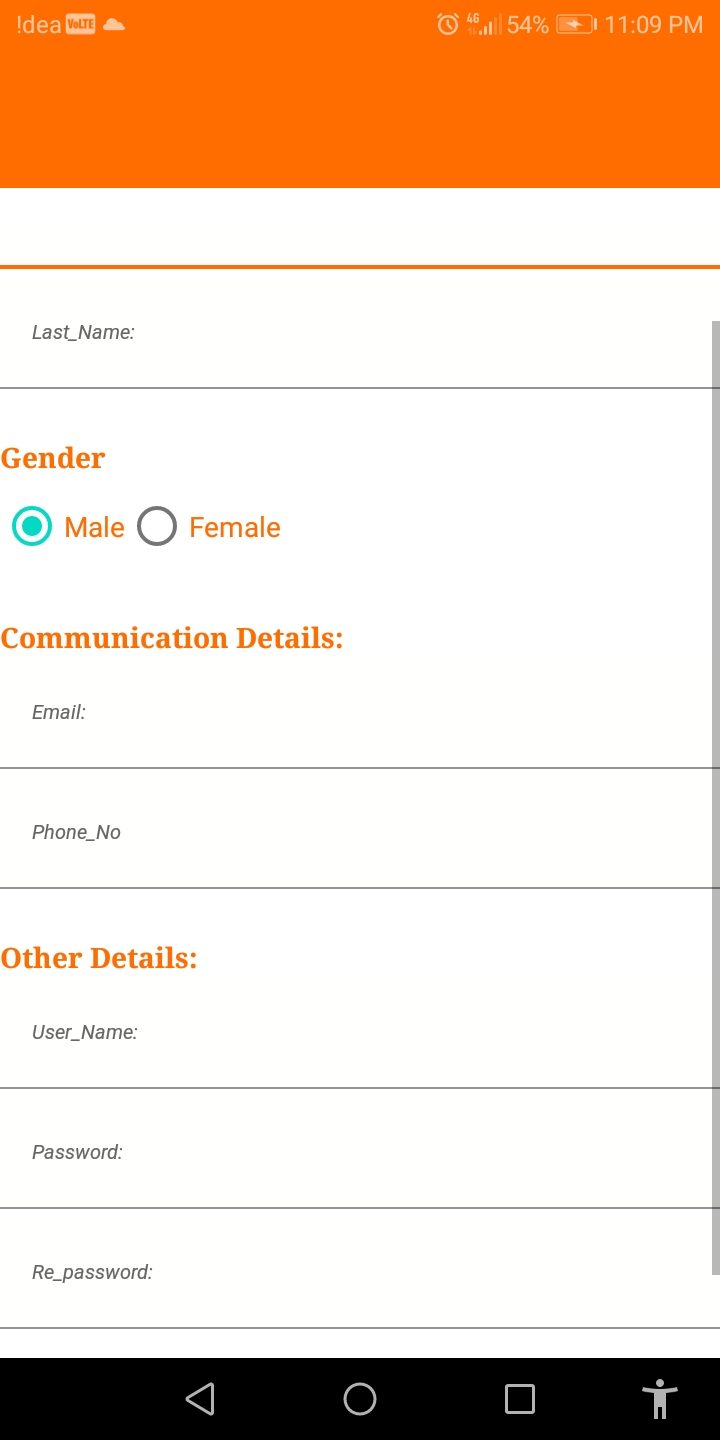 !dea VoLTE 4G 54% 11:09 PM
Last_Name:
Gender
Male Female
Communication Details:
Email:
Phone_No
Other Details:
User_Name:
Password:
Re_password: